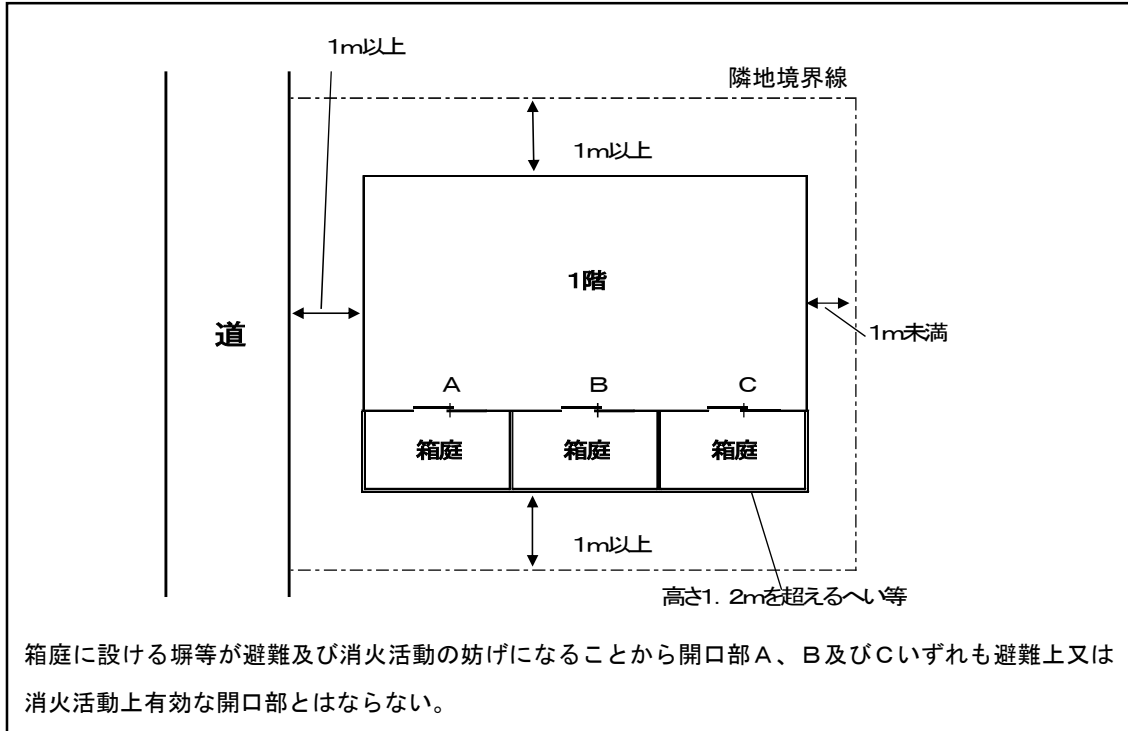 1m以上
隣地境界線
1m以上
1階
道
1m未満
A B C
箱庭 箱庭 箱庭
1m以上
高さ1.2mを超えるへい等
箱庭に設ける塀等が避難及び消火活動の妨げになることから開口部A、B及びCいずれも避難上又は
消火活動上有効な開口部とはならない。